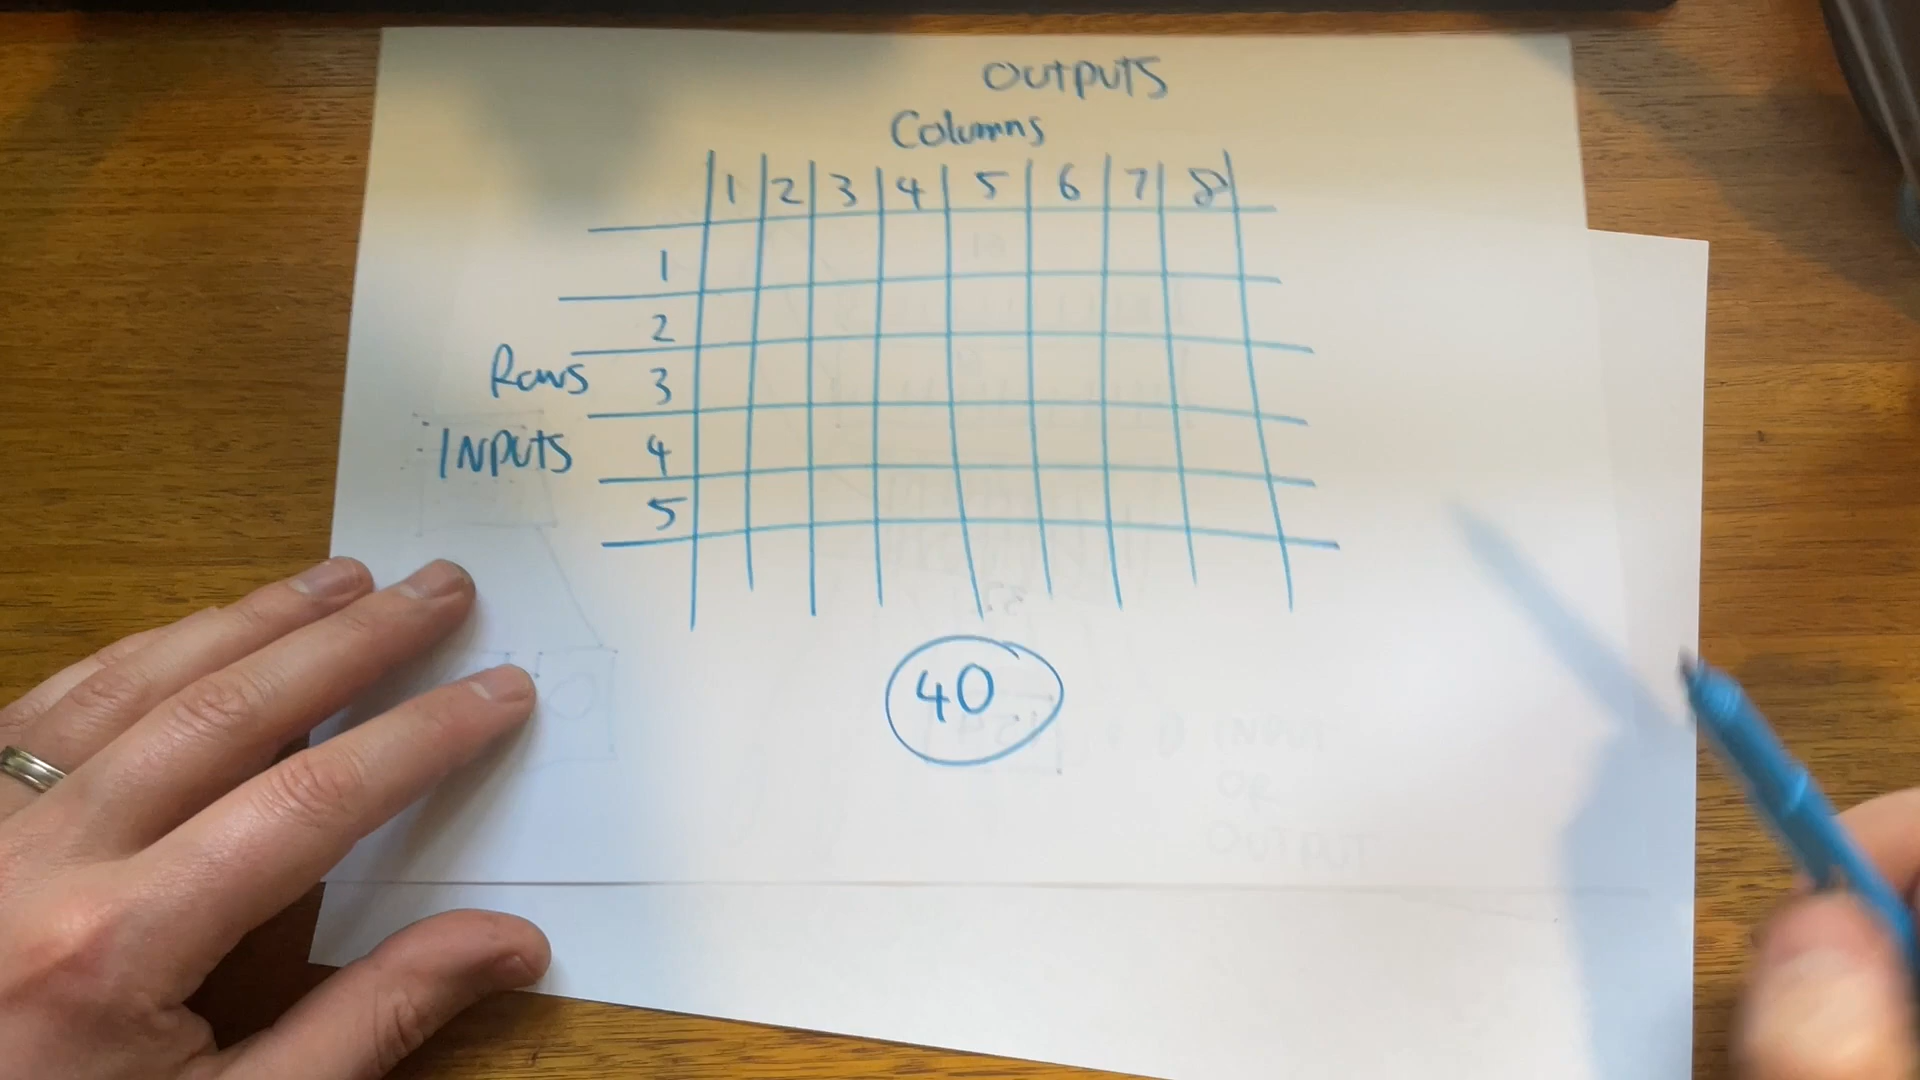 OUTPUTS
Columns
1 2 3 4 5 6 7 8
1
2
Rows 3
INPUTS 4
5
40